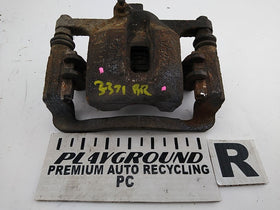 3371 RR
PLAYGROUND
R
PREMIUM AUTO RECYCLING
PC